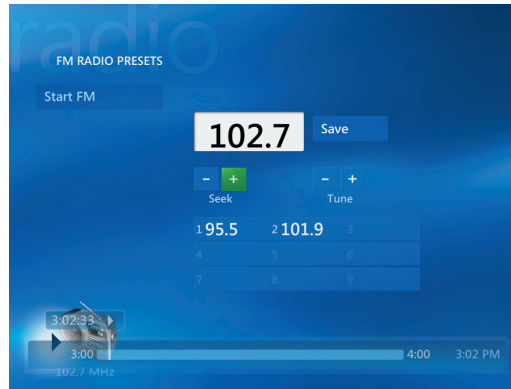 radio
FM RADIO PRESETS
Start FM
102.7
Save
- +
- +
Seek
Tune
1 95.5 2 101.9 3
4 5 6
7 8 9
3:02:33
3:00 4:00 3:02 PM
102.7 MHz